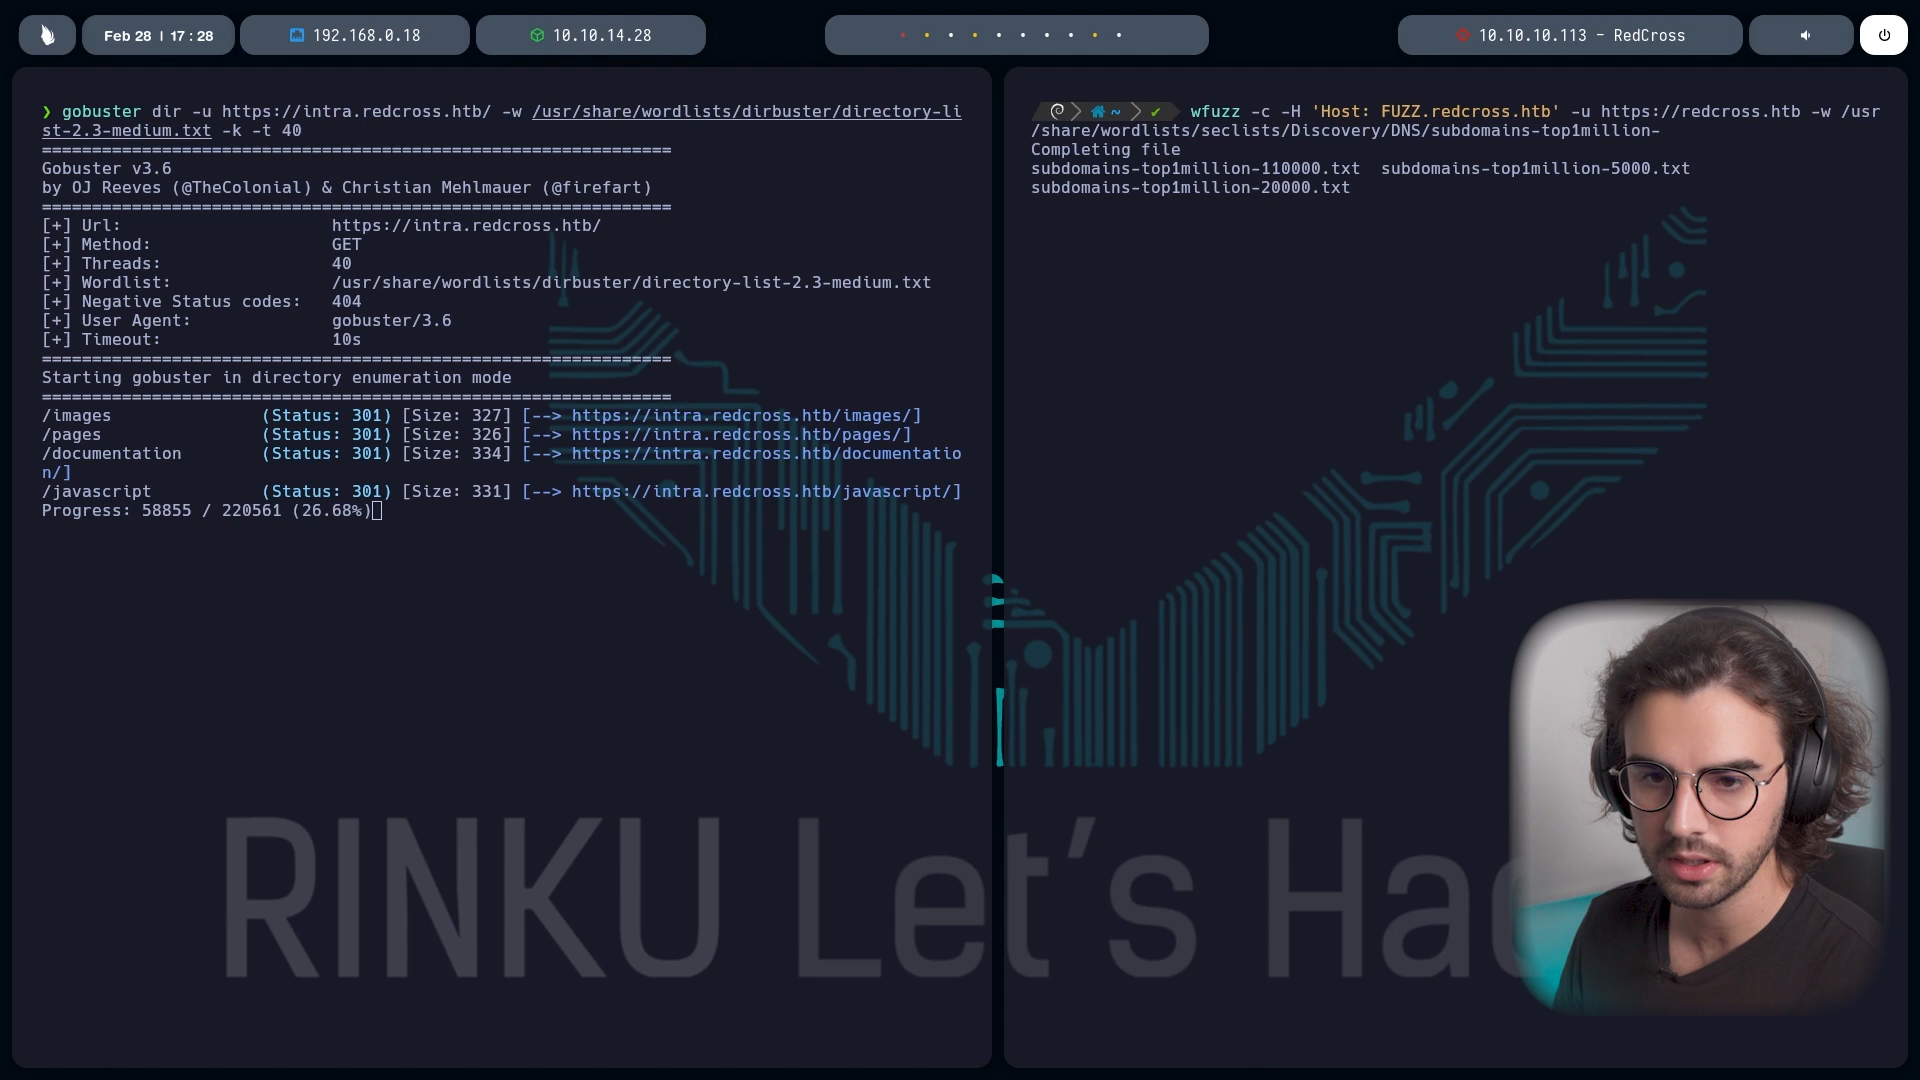 Feb 28 | 17 : 28
192.168.0.18
10.10.14.28
10.10.10.113 - RedCross
❯ gobuster dir -u https://intra.redcross.htb/ -w /usr/share/wordlists/dirbuster/directory-li
st-2.3-medium.txt -k -t 40
===============================================================
Gobuster v3.6
by OJ Reeves (@TheColonial) & Christian Mehlmauer (@firefart)
===============================================================
[+] Url:                     https://intra.redcross.htb/
[+] Method:                  GET
[+] Threads:                 40
[+] Wordlist:                /usr/share/wordlists/dirbuster/directory-list-2.3-medium.txt
[+] Negative Status codes:   404
[+] User Agent:              gobuster/3.6
[+] Timeout:                 10s
===============================================================
Starting gobuster in directory enumeration mode
===============================================================
/images               (Status: 301) [Size: 327] [--> https://intra.redcross.htb/images/]
/pages                (Status: 301) [Size: 326] [--> https://intra.redcross.htb/pages/]
/documentation        (Status: 301) [Size: 334] [--> https://intra.redcross.htb/documentatio
n/]
/javascript           (Status: 301) [Size: 331] [--> https://intra.redcross.htb/javascript/]
Progress: 58855 / 220561 (26.68%)
~ ✔ wfuzz -c -H 'Host: FUZZ.redcross.htb' -u https://redcross.htb -w /usr
/share/wordlists/seclists/Discovery/DNS/subdomains-top1million-
Completing file
subdomains-top1million-110000.txt  subdomains-top1million-5000.txt
subdomains-top1million-20000.txt
RINKU Let’s Hac